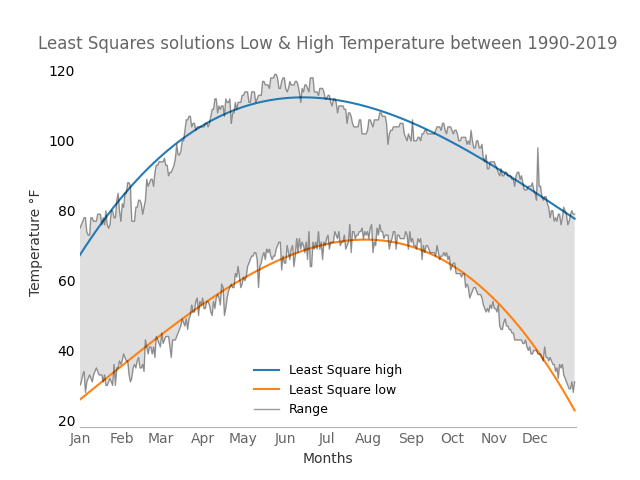 Least Squares solutions Low & High Temperature between 1990-2019
120
100
80
60
40
20
Temperature °F
Least Square high
Least Square low
Range
Jan Feb Mar Apr May Jun Jul Aug Sep Oct Nov Dec
Months